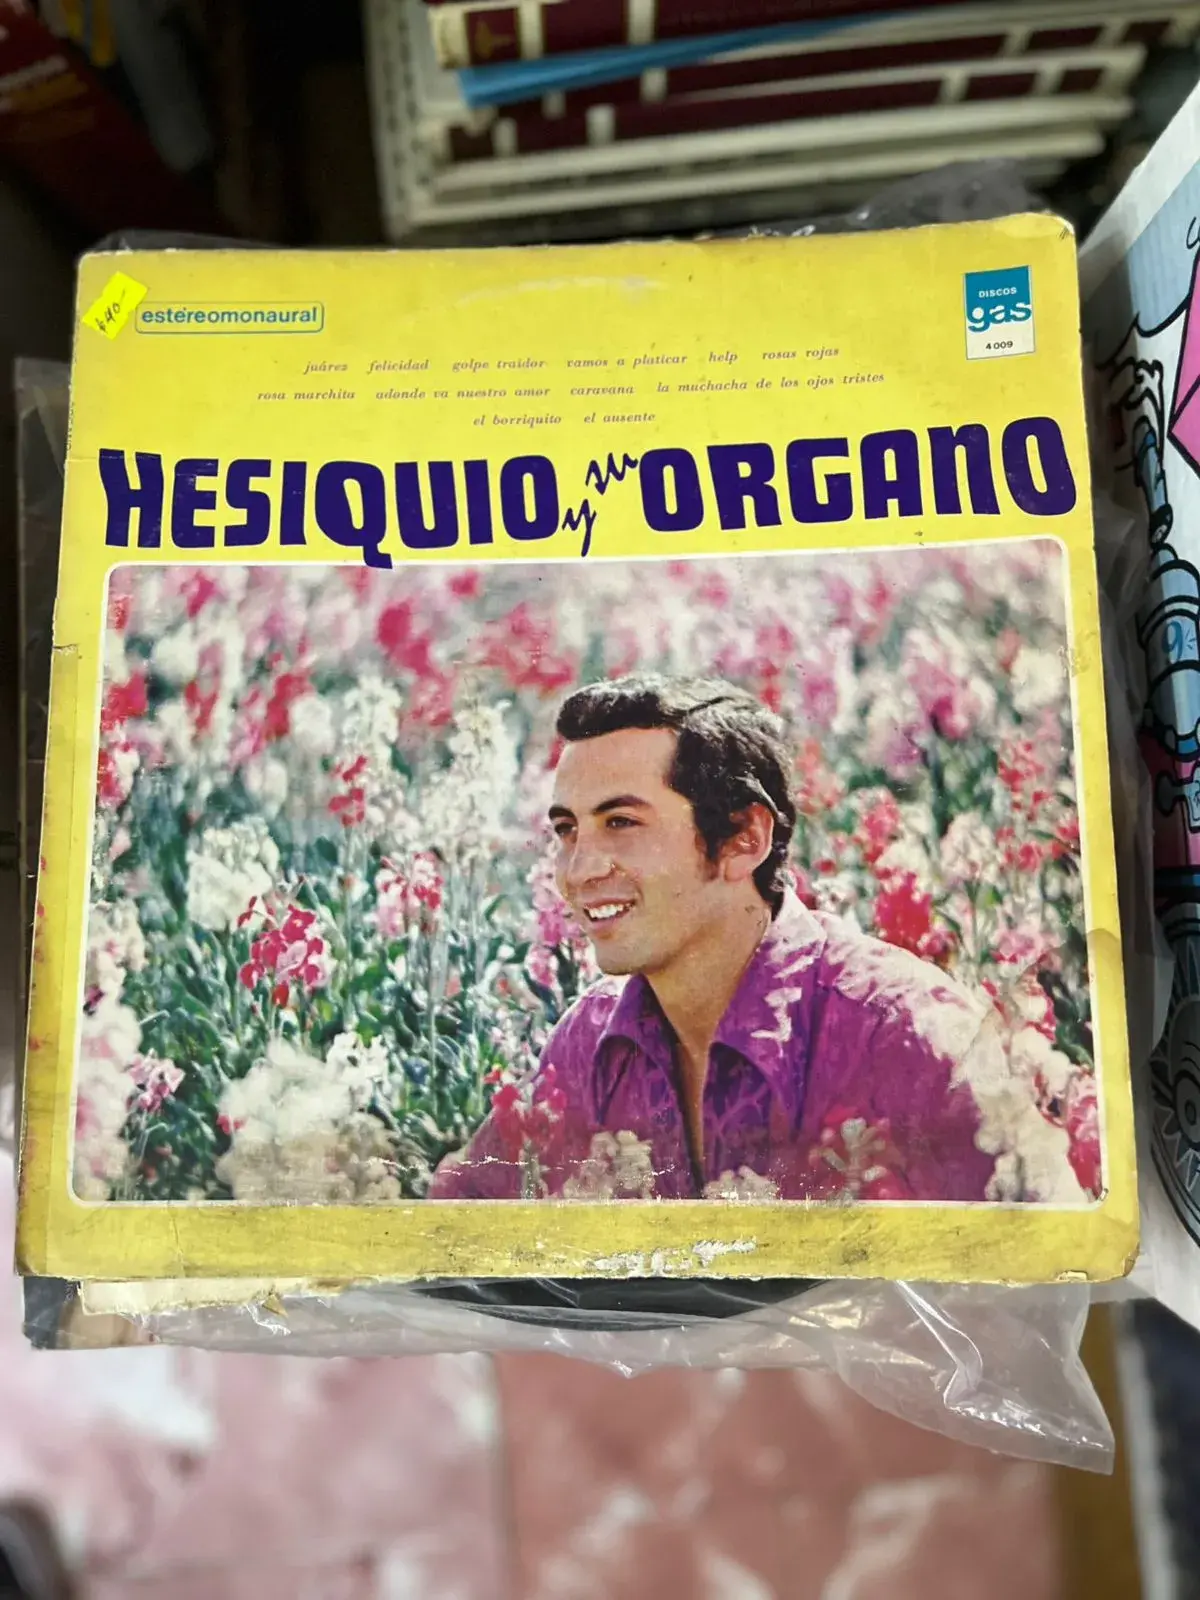 $40
estereomonaural
DISCOS
gas
4009
juárez felicidad golpe traidor vamos a platicar help rosas rojas
rosa marchita adonde va nuestro amor caravana la muchacha de los ojos tristes
el borriquito el ausente
HESIQUIO y su ORGANO